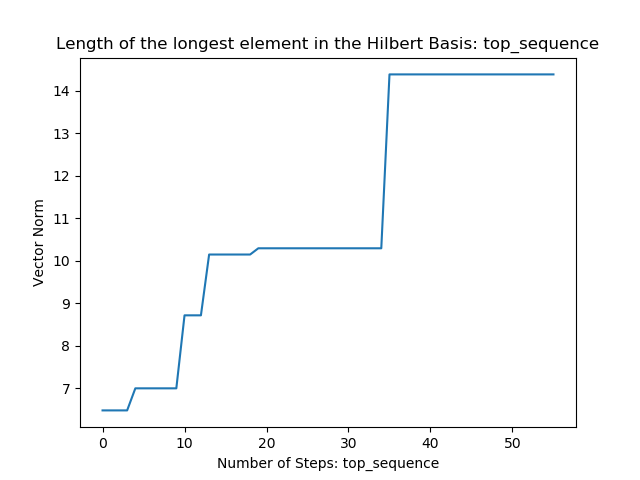 Length of the longest element in the Hilbert Basis: top_sequence
14
13
12
11
10
9
8
7
Vector Norm
0 10 20 30 40 50
Number of Steps: top_sequence